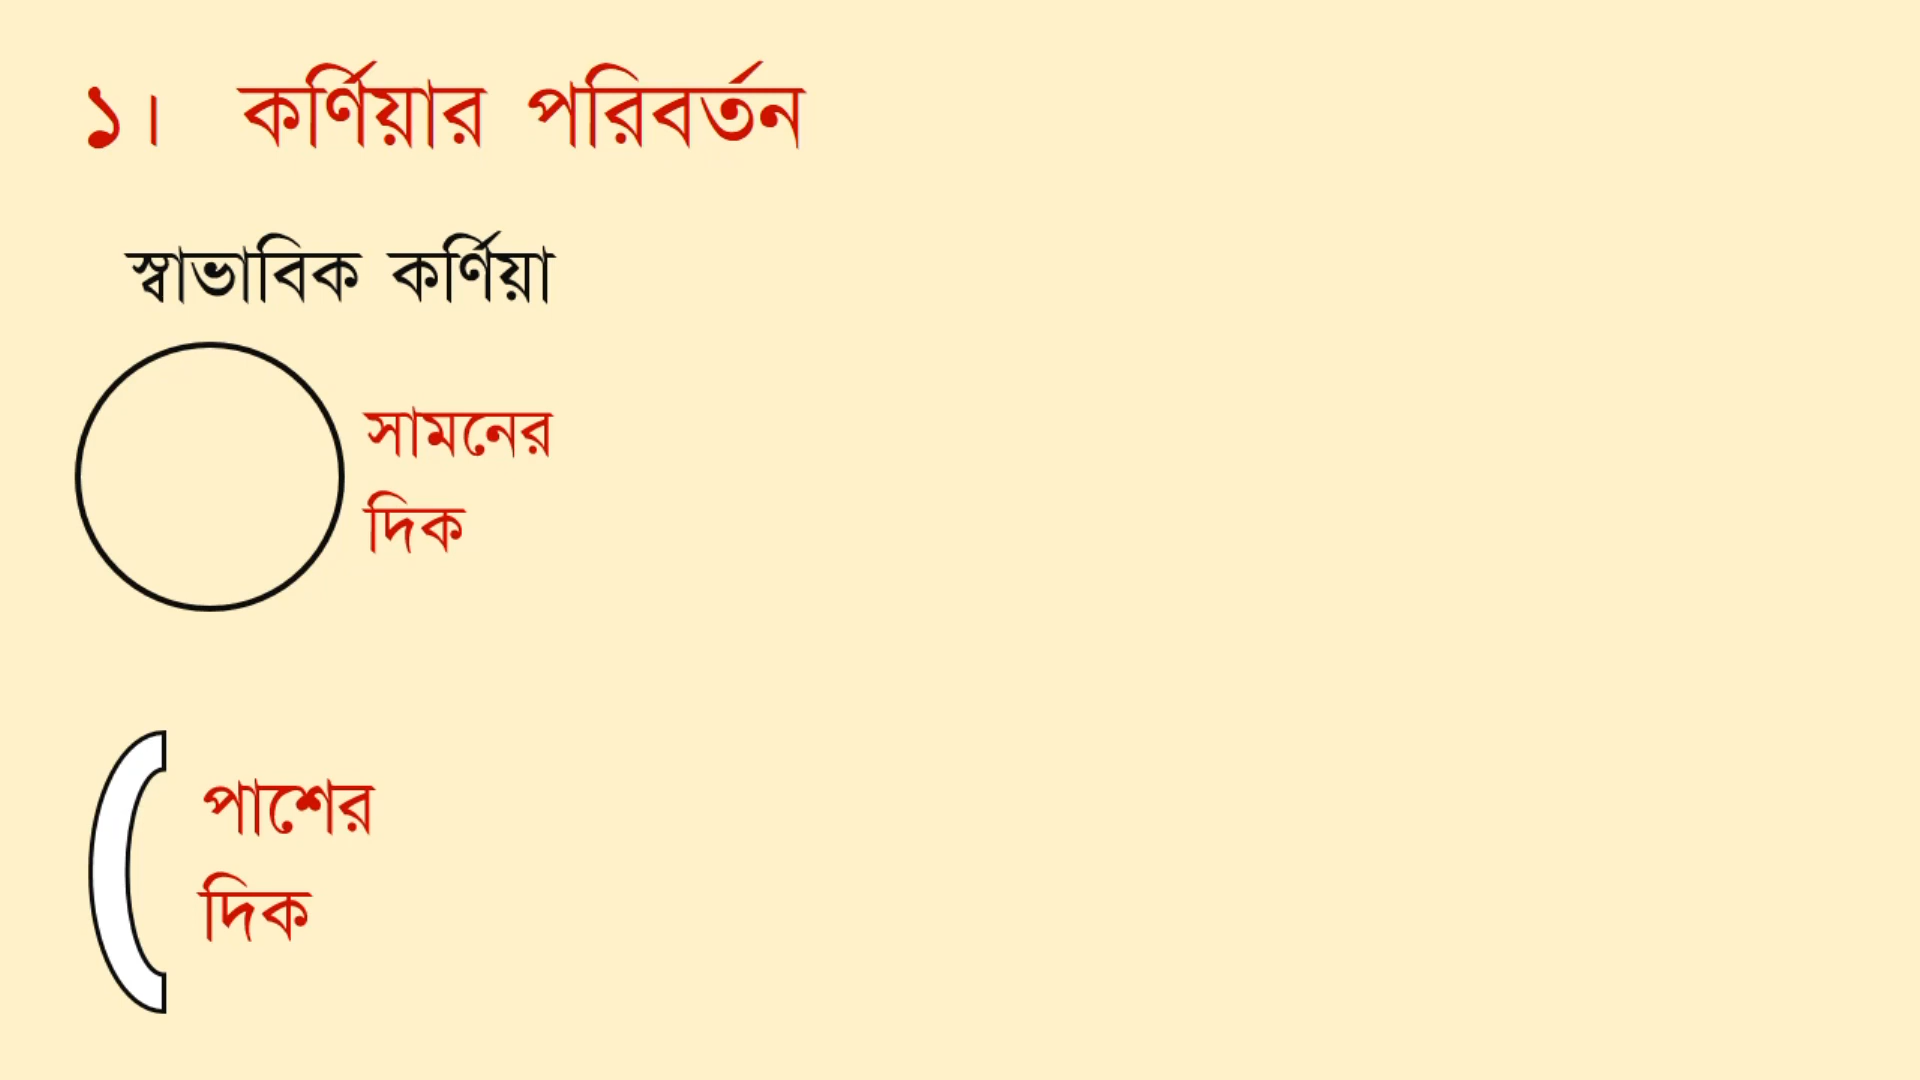 ১। কর্ণিয়ার পরিবর্তন
স্বাভাবিক কর্ণিয়া
সামনের
দিক
পাশের
দিক